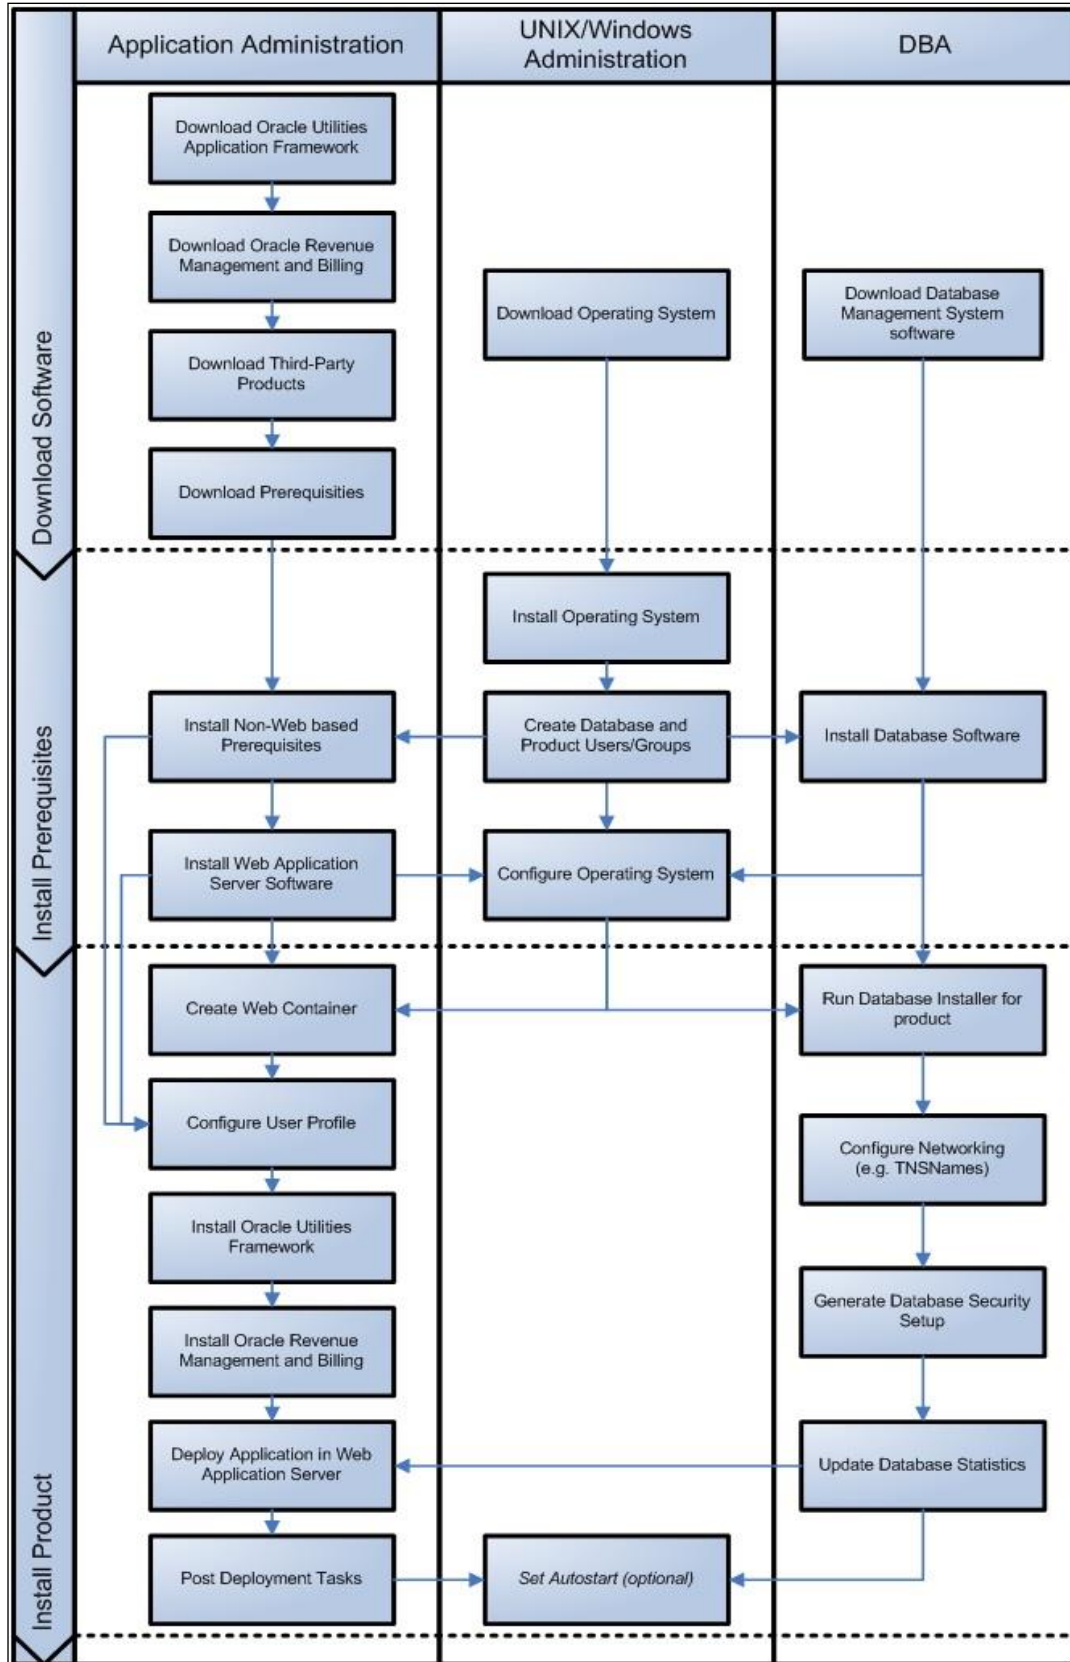 Application Administration
UNIX/Windows
Administration
DBA
Download Software
Download Oracle Utilities
Application Framework
Download Oracle Revenue
Management and Billing
Download Operating System
Download Database
Management System
software
Download Third-Party
Products
Download Prerequisities
Install Prerequisites
Install Operating System
Install Non-Web based
Prerequisites
Create Database and
Product Users/Groups
Install Database Software
Install Web Application
Server Software
Configure Operating System
Install Product
Create Web Container
Run Database Installer for
product
Configure User Profile
Configure Networking
(e.g. TNSNames)
Install Oracle Utilities
Framework
Generate Database Security
Setup
Install Oracle Revenue
Management and Billing
Deploy Application in Web
Application Server
Update Database Statistics
Post Deployment Tasks
Set Autostart (optional)